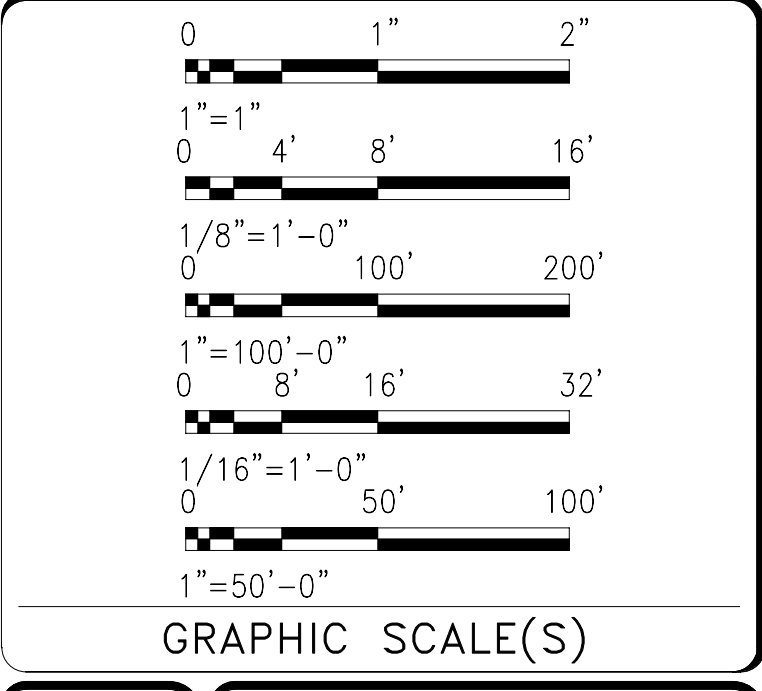 0 1” 2”
1”=1”
0 4’ 8’ 16’
1/8”=1’-0”
0 100’ 200’
1”=100’-0”
0 8’ 16’ 32’
1/16”=1’-0”
0 50’ 100’
1”=50’-0”
GRAPHIC SCALE(S)